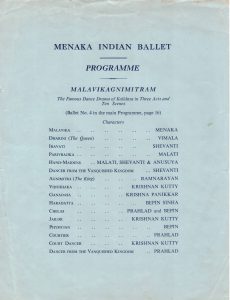 MENAKA INDIAN BALLET
PROGRAMME
MALAVIKAGNIMITRAM
The Famous Dance Drama of Kalidasa in Three Acts and
Ten Scenes
(Ballet No. 4 in the main Programme, page 16)
Characters
MALAVIKA .. .. .. .. .. MENAKA
DHARINI (The Queen) .. .. .. .. VIMALA
IRAVATI .. .. .. .. .. SHEVANTI
PARIVRAJIKA .. .. .. .. MALATI
HAND-MAIDENS .. MALATI, SHEVANTI & ANUSUYA
DANCER FROM THE VANQUISHED KINGDOM .. SHEVANTI
AGNIMITRA (The King) .. .. .. RAMNARAYAN
VIDUSHAKA .. .. .. KRISHNAN KUTTY
GANADASA .. .. .. KRISHNA PANIKKAR
HARADATTA .. .. .. BEPIN SINHA
CHELAS .. .. .. PRAHLAD and BEPIN
JAILOR .. .. .. KRISHNAN KUTTY
.. .. .. BEPIN
COURTIER .. .. .. .. PRAHLAD
COURT DANCER .. .. .. KRISHNAN KUTTY
DANCER FROM THE VANQUISHED KINGDOM .. PRAHLAD